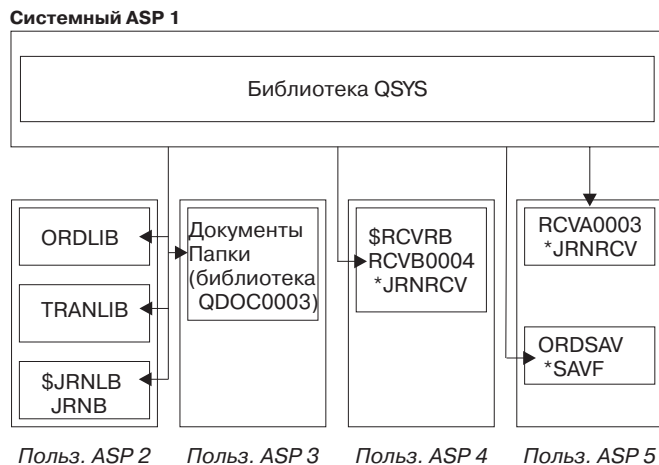 Системный ASP 1
Библиотека QSYS
ORDLIB
TRANLIB
$JRNLB
JRNB
Документы
Папки
(библиотека
QDOC0003)
$RCVRB
RCVB0004
*JRNRCV
RCVA0003
*JRNRCV
ORDSAV
*SAVF
Польз. ASP 2
Польз. ASP 3
Польз. ASP 4
Польз. ASP 5